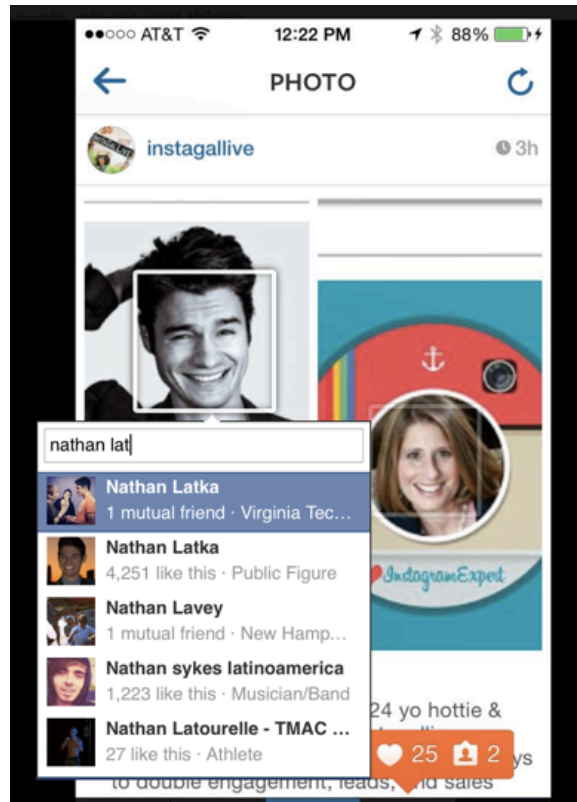 AT&T 12:22 PM 88%
PHOTO
instagallive 3h
nathan lat
Nathan Latka
1 mutual friend · Virginia Tec...
Nathan Latka
4,251 like this · Public Figure
Nathan Lavey
1 mutual friend · New Hamp...
Nathan sykes latinoamerica
1,223 like this · Musician/Band
Nathan Latourelle - TMAC ...
27 like this · Athlete
InstagramExpert
24 yo hottie &
25 2
to double engagement, leads, and sales